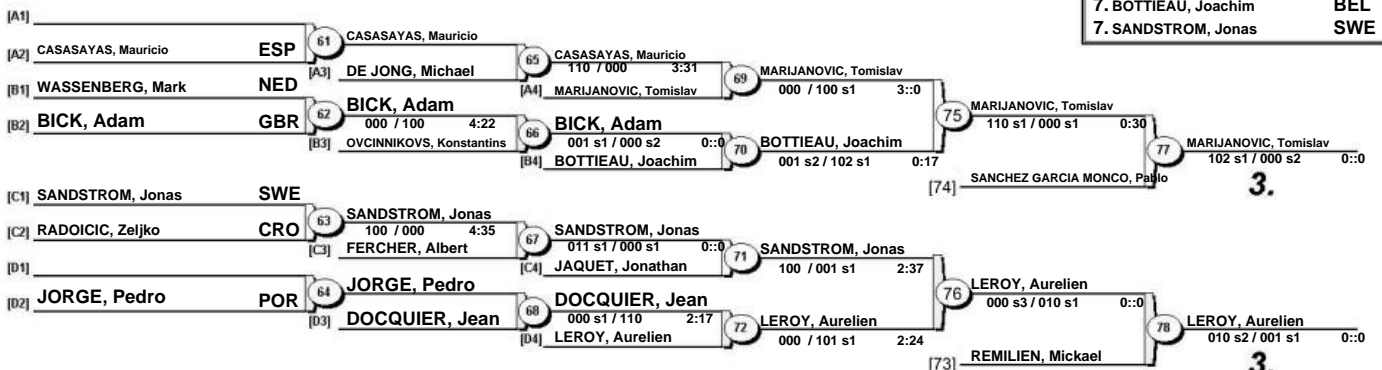 7. BOTTIEAU, Joachim BEL
7. SANDSTROM, Jonas SWE
[A1]
[A2] CASASAYAS, Mauricio ESP
61
CASASAYAS, Mauricio
[A3] DE JONG, Michael
65
CASASAYAS, Mauricio
110 / 000 3:31
[A4] MARIJANOVIC, Tomislav
69
MARIJANOVIC, Tomislav
000 / 100 s1 3::0
[B1] WASSENBERG, Mark NED
[B2] BICK, Adam GBR
62
BICK, Adam
000 / 100 4:22
[B3] OVCINNIKOVS, Konstantins
66
BICK, Adam
001 s1 / 000 s2 0::0
[B4] BOTTIEAU, Joachim
70
BOTTIEAU, Joachim
001 s2 / 102 s1 0:17
75
MARIJANOVIC, Tomislav
110 s1 / 000 s1 0:30
[74] SANCHEZ GARCIA MONCO, Pablo
77
MARIJANOVIC, Tomislav
102 s1 / 000 s2 0::0
3.
[C1] SANDSTROM, Jonas SWE
[C2] RADOICIC, Zeljko CRO
63
SANDSTROM, Jonas
100 / 000 4:35
[C3] FERCHER, Albert
67
SANDSTROM, Jonas
011 s1 / 000 s1 0::0
[C4] JAQUET, Jonathan
71
SANDSTROM, Jonas
100 / 001 s1 2:37
[D1]
[D2] JORGE, Pedro POR
64
JORGE, Pedro
[D3] DOCQUIER, Jean
68
DOCQUIER, Jean
000 s1 / 110 2:17
[D4] LEROY, Aurelien
72
LEROY, Aurelien
000 / 101 s1 2:24
76
LEROY, Aurelien
000 s3 / 010 s1 0::0
[73] REMILIEN, Mickael
78
LEROY, Aurelien
010 s2 / 001 s1 0::0
3.